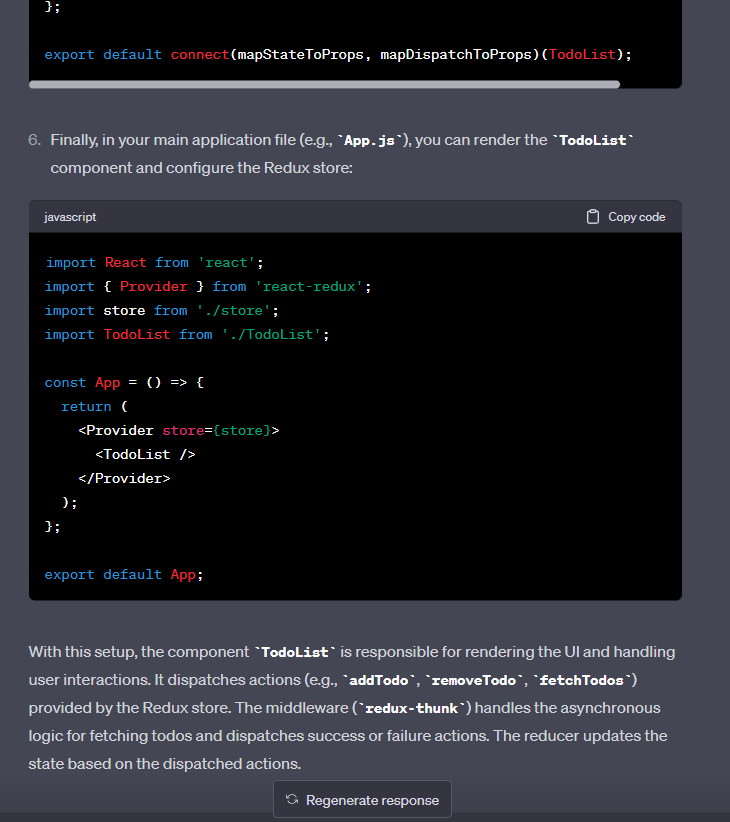 };
export default connect(mapStateToProps, mapDispatchToProps)(TodoList);
6. Finally, in your main application file (e.g., `App.js`), you can render the `TodoList`
component and configure the Redux store:
javascript
Copy code
import React from 'react';
import { Provider } from 'react-redux';
import store from './store';
import TodoList from './TodoList';
const App = () => {
  return (
    <Provider store={store}>
      <TodoList />
    </Provider>
  );
};
export default App;
With this setup, the component `TodoList` is responsible for rendering the UI and handling
user interactions. It dispatches actions (e.g., `addTodo`, `removeTodo`, `fetchTodos`)
provided by the Redux store. The middleware (`redux-thunk`) handles the asynchronous
logic for fetching todos and dispatches success or failure actions. The reducer updates the
state based on the dispatched actions.
Regenerate response